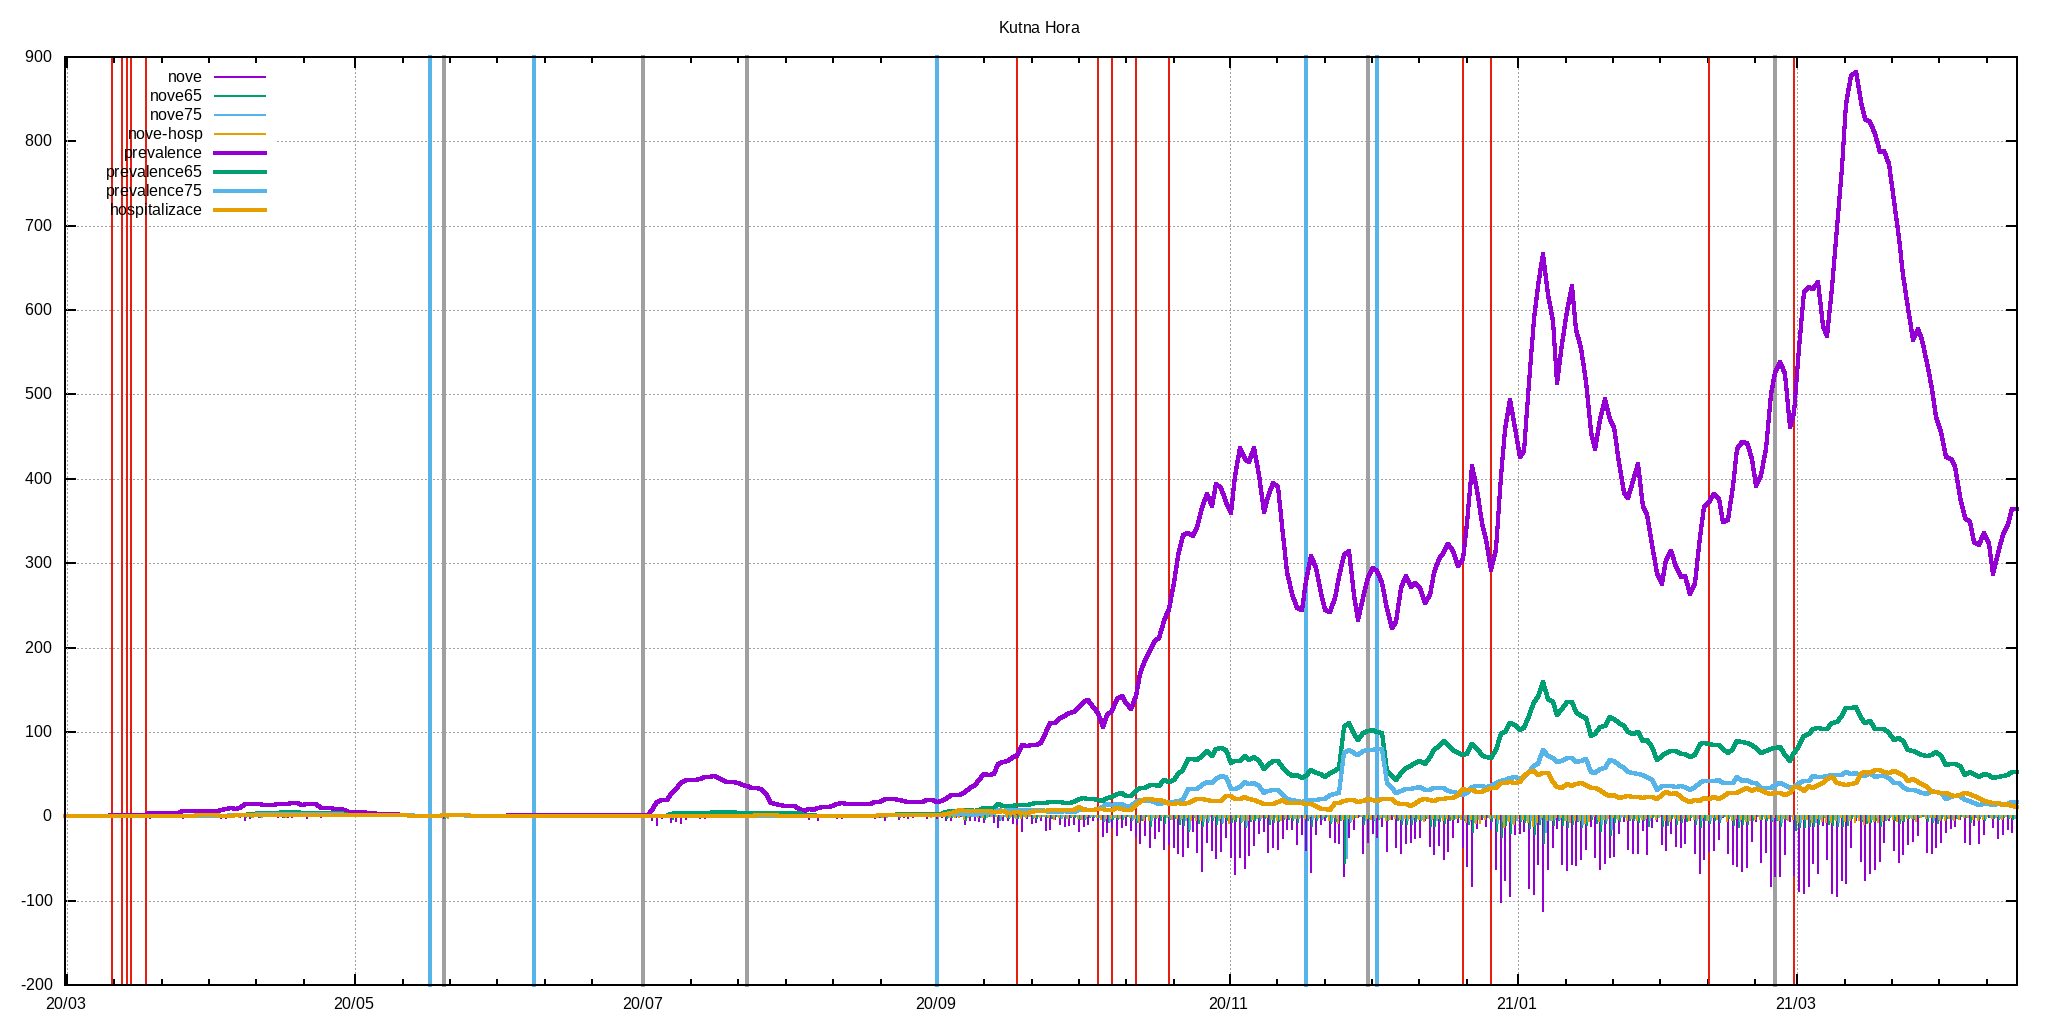 Kutna Hora
900
800
700
600
500
400
300
200
100
0
-100
-200
nove
nove65
nove75
nove-hosp
prevalence
prevalence65
prevalence75
hospitalizace
20/03
20/05
20/07
20/09
20/11
21/01
21/03